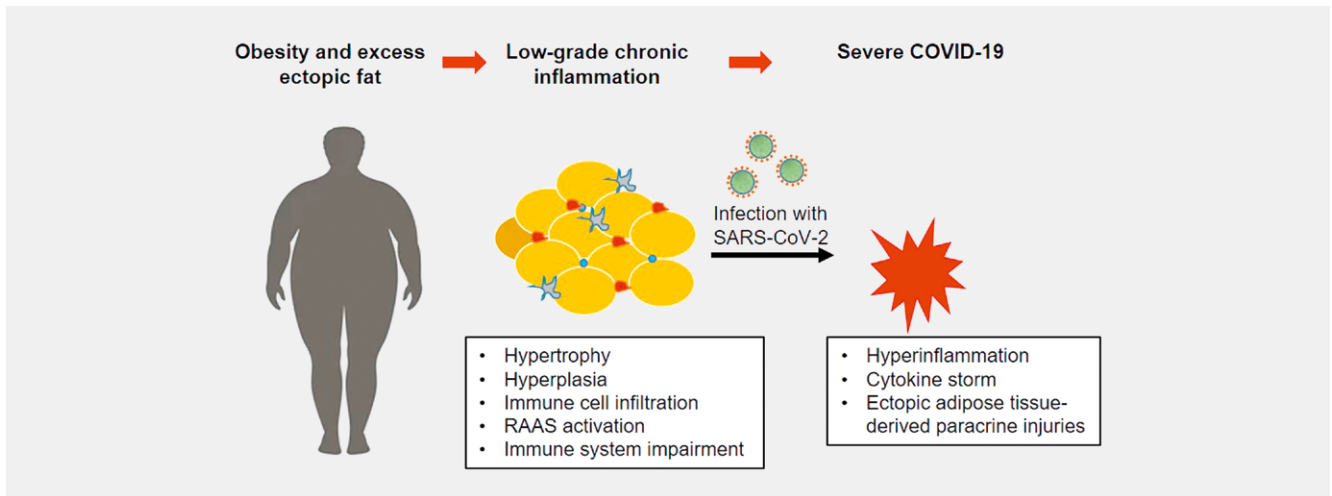 Obesity and excess
ectopic fat
Low-grade chronic
inflammation
Severe COVID-19
Infection with
SARS-CoV-2
• Hypertrophy
• Hyperplasia
• Immune cell infiltration
• RAAS activation
• Immune system impairment
• Hyperinflammation
• Cytokine storm
• Ectopic adipose tissue-
derived paracrine injuries